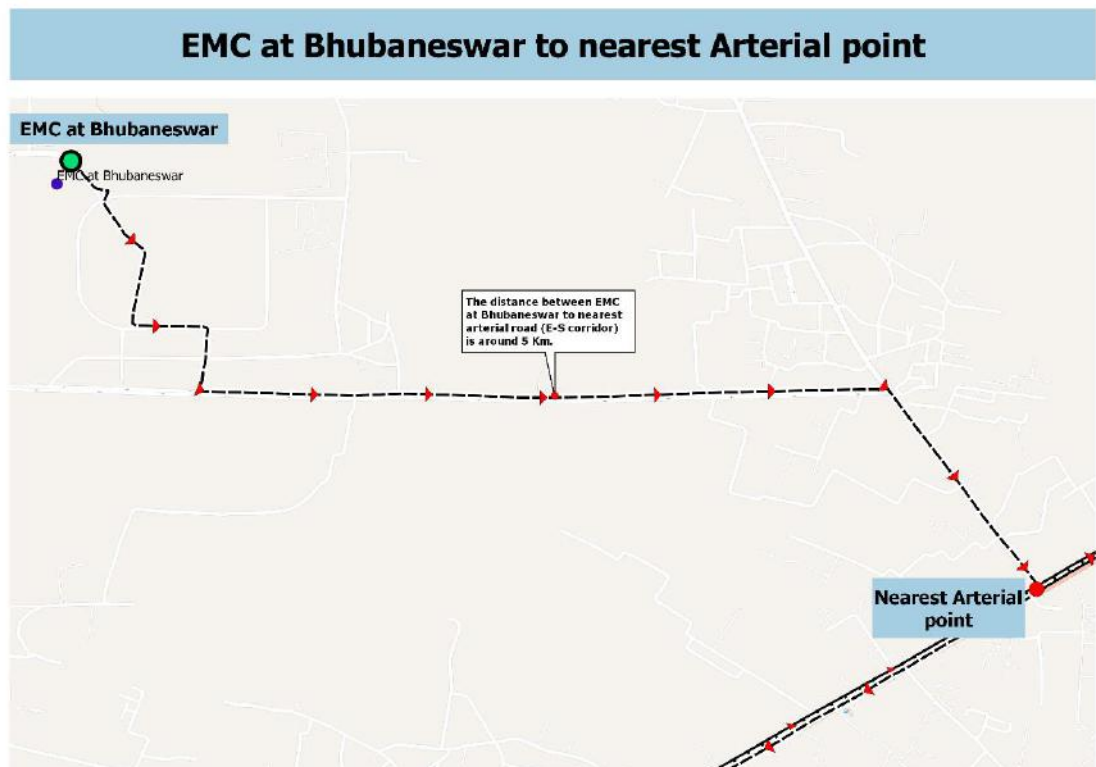 EMC at Bhubaneswar to nearest Arterial point
EMC at Bhubaneswar
EMC at Bhubaneswar
The distance between EMC
at Bhubaneswar to nearest
arterial road (E-S corridor)
is around 5 Km.
Nearest Arterial
point